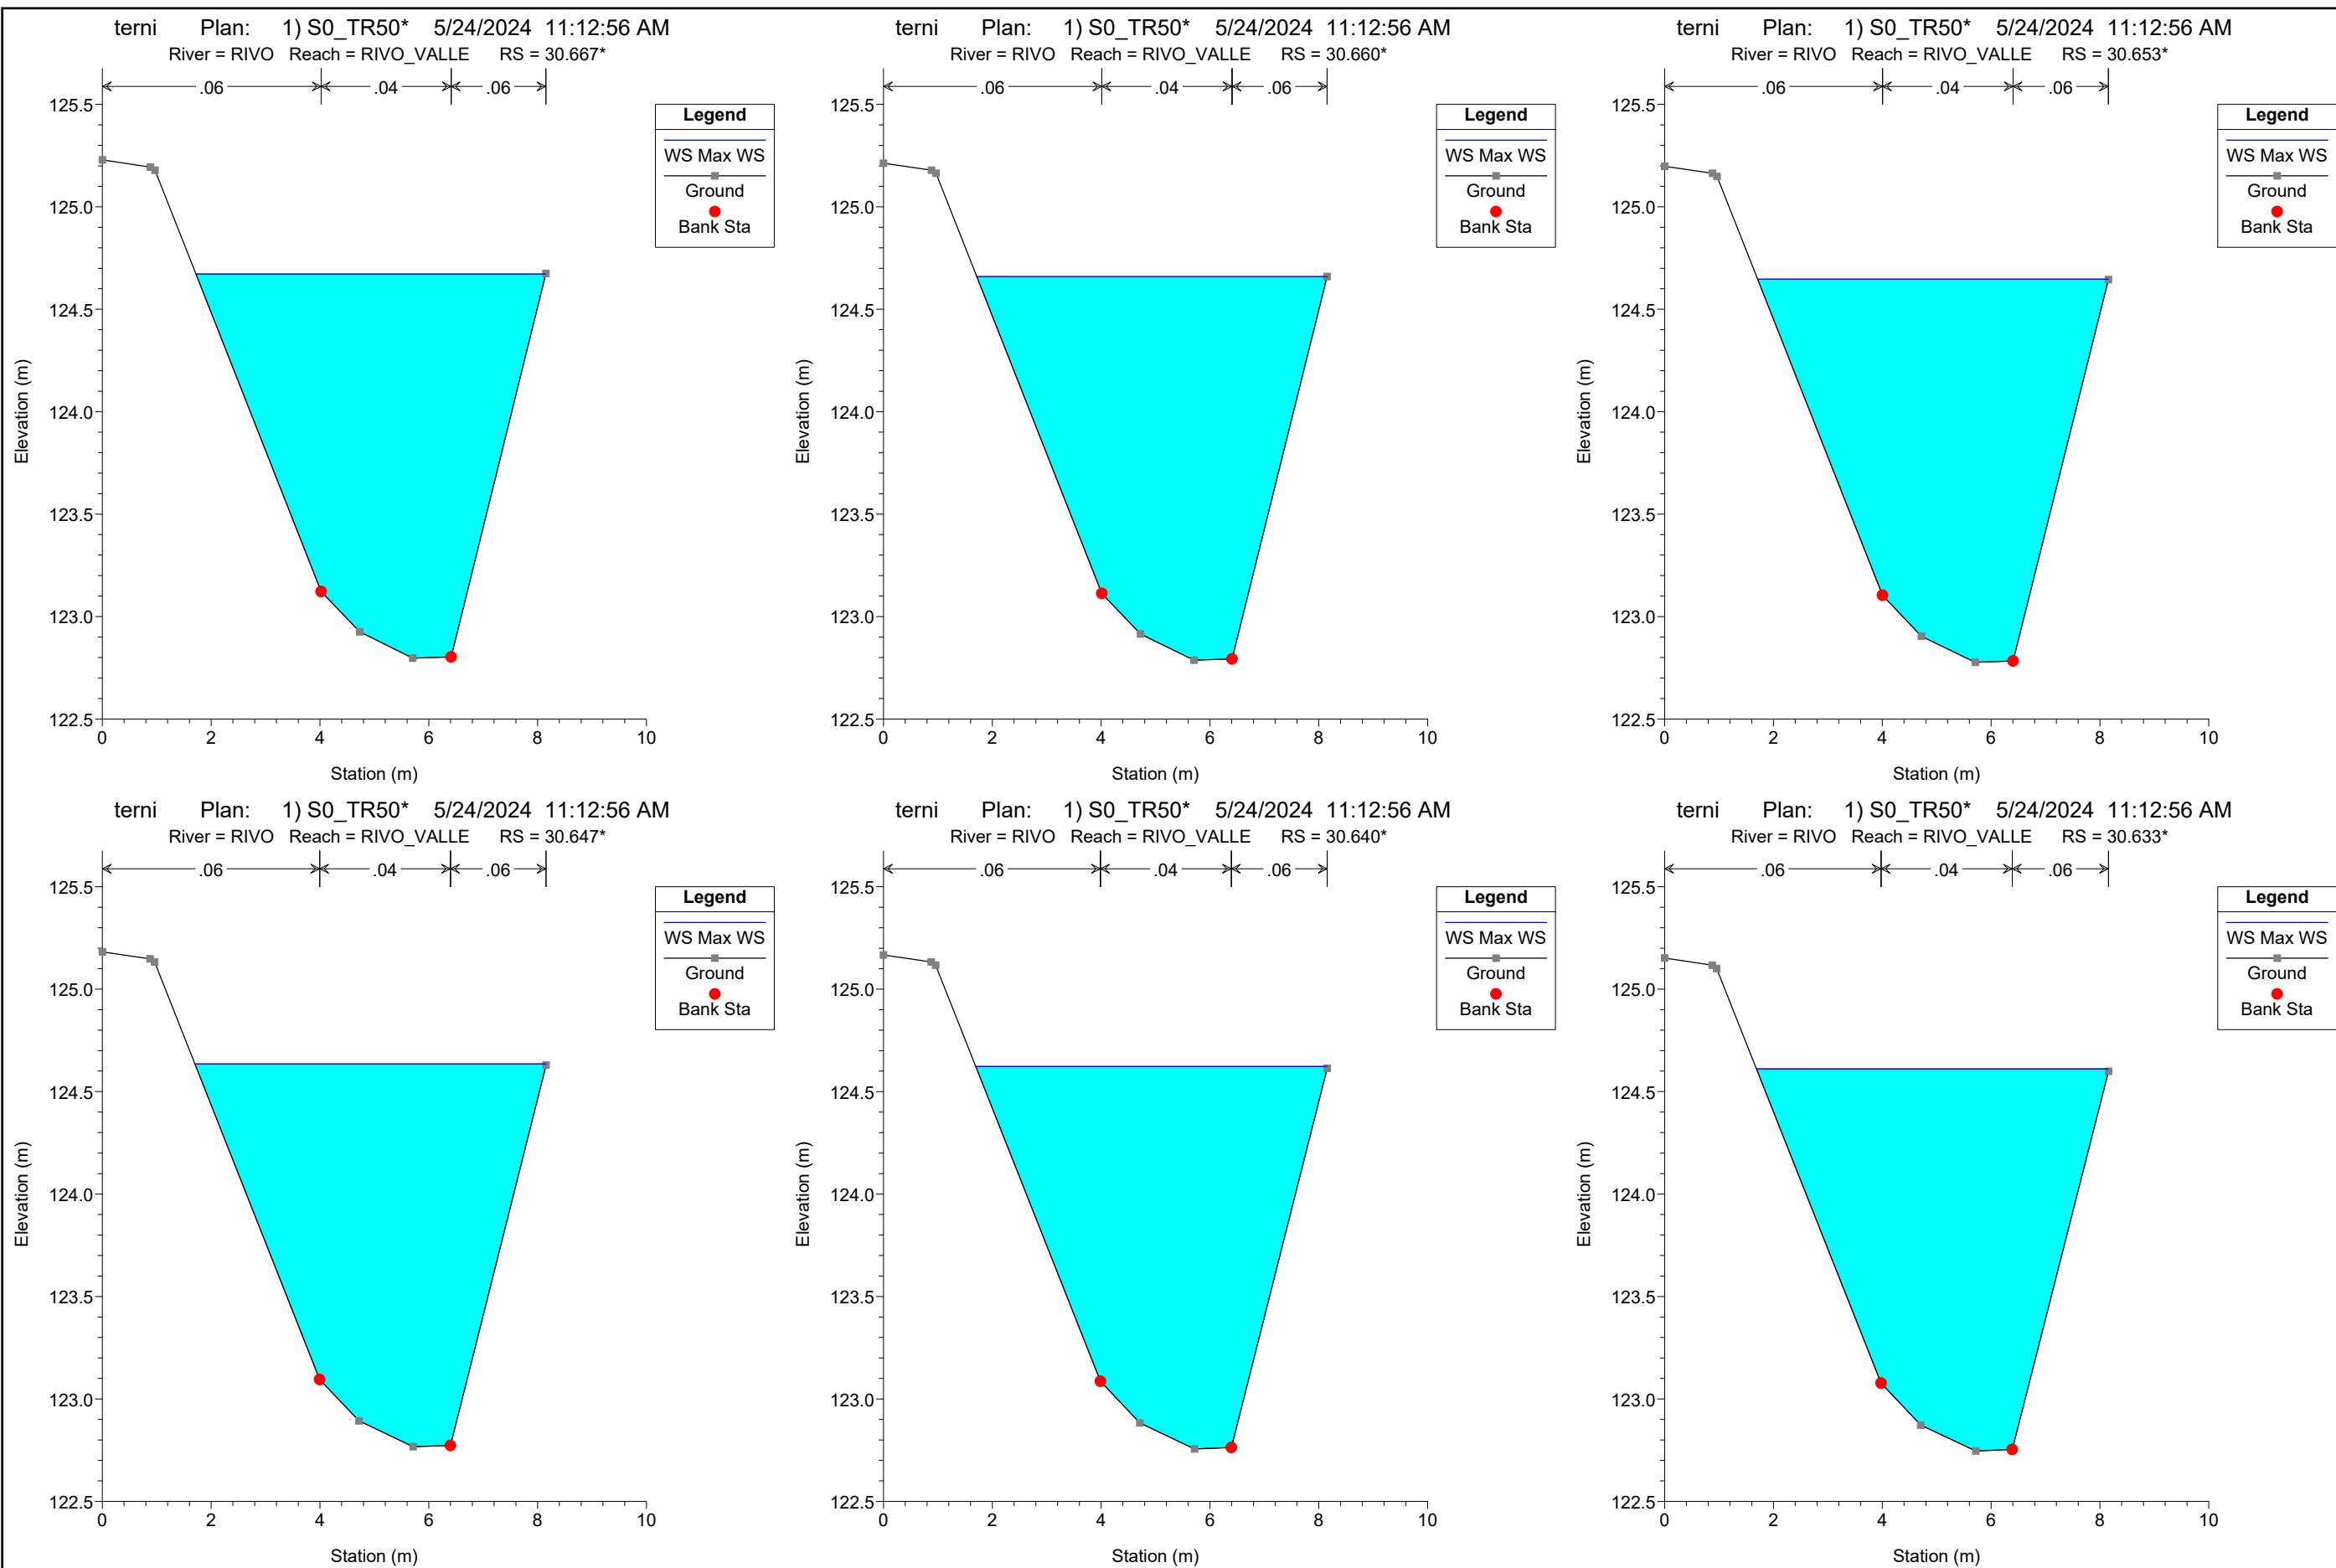 terni Plan: 1) S0_TR50* 5/24/2024 11:12:56 AM
River = RIVO Reach = RIVO_VALLE RS = 30.667*
.06 .04 .06
Legend
WS Max WS
Ground
Bank Sta
125.5
125.0
124.5
124.0
123.5
123.0
122.5
0 2 4 6 8 10
Elevation (m)
Station (m)
terni Plan: 1) S0_TR50* 5/24/2024 11:12:56 AM
River = RIVO Reach = RIVO_VALLE RS = 30.660*
.06 .04 .06
Legend
WS Max WS
Ground
Bank Sta
125.5
125.0
124.5
124.0
123.5
123.0
122.5
0 2 4 6 8 10
Elevation (m)
Station (m)
terni Plan: 1) S0_TR50* 5/24/2024 11:12:56 AM
River = RIVO Reach = RIVO_VALLE RS = 30.653*
.06 .04 .06
Legend
WS Max WS
Ground
Bank Sta
125.5
125.0
124.5
124.0
123.5
123.0
122.5
0 2 4 6 8 10
Elevation (m)
Station (m)
terni Plan: 1) S0_TR50* 5/24/2024 11:12:56 AM
River = RIVO Reach = RIVO_VALLE RS = 30.647*
.06 .04 .06
Legend
WS Max WS
Ground
Bank Sta
125.5
125.0
124.5
124.0
123.5
123.0
122.5
0 2 4 6 8 10
Elevation (m)
Station (m)
terni Plan: 1) S0_TR50* 5/24/2024 11:12:56 AM
River = RIVO Reach = RIVO_VALLE RS = 30.640*
.06 .04 .06
Legend
WS Max WS
Ground
Bank Sta
125.5
125.0
124.5
124.0
123.5
123.0
122.5
0 2 4 6 8 10
Elevation (m)
Station (m)
terni Plan: 1) S0_TR50* 5/24/2024 11:12:56 AM
River = RIVO Reach = RIVO_VALLE RS = 30.633*
.06 .04 .06
Legend
WS Max WS
Ground
Bank Sta
125.5
125.0
124.5
124.0
123.5
123.0
122.5
0 2 4 6 8 10
Elevation (m)
Station (m)